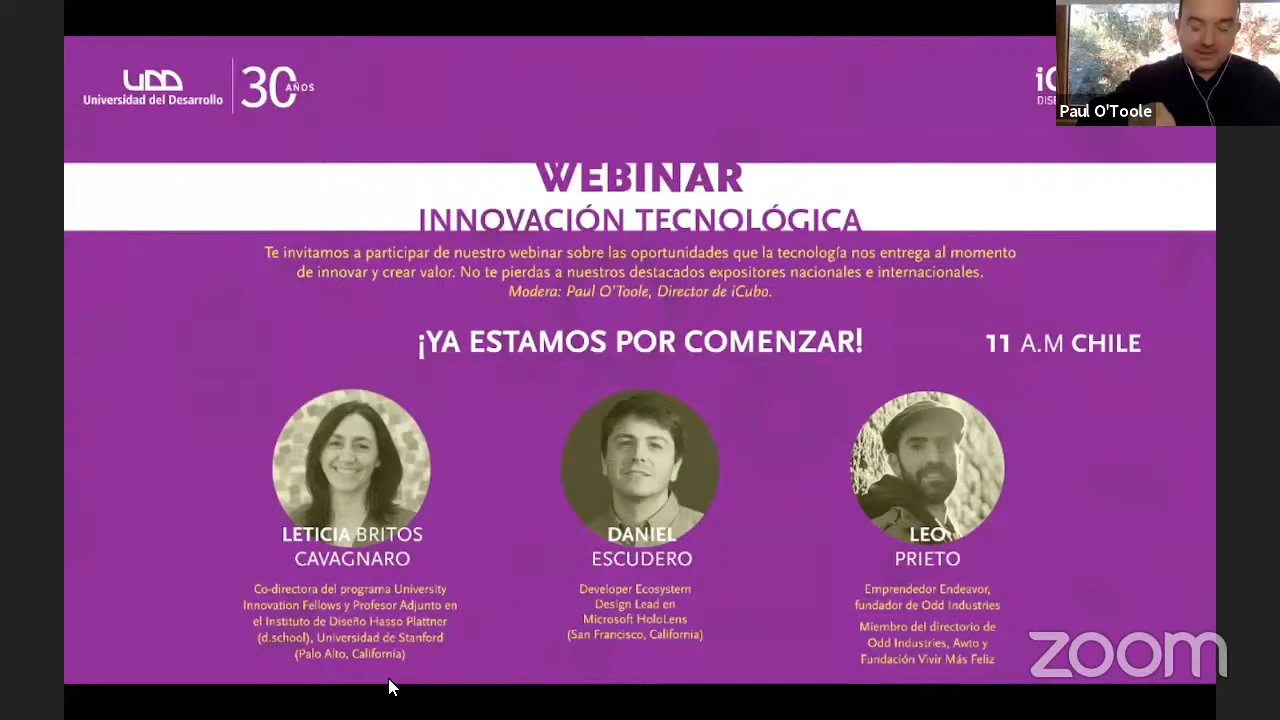 UDD
Universidad del Desarrollo
30 AÑOS
Paul O'Toole
WEBINAR
INNOVACIÓN TECNOLÓGICA
Te invitamos a participar de nuestro webinar sobre las oportunidades que la tecnología nos entrega al momento
de innovar y crear valor. No te pierdas a nuestros destacados expositores nacionales e internacionales.
Modera: Paul O'Toole, Director de iCubo.
¡YA ESTAMOS POR COMENZAR!
11 A.M CHILE
LETICIA BRITOS
CAVAGNARO
Co-directora del programa University
Innovation Fellows y Profesor Adjunto en
el Instituto de Diseño Hasso Plattner
(d.school), Universidad de Stanford
(Palo Alto, California)
DANIEL
ESCUDERO
Developer Ecosystem
Design Lead en
Microsoft HoloLens
(San Francisco, California)
LEO
PRIETO
Emprendedor Endeavor,
fundador de Odd Industries
Miembro del directorio de
Odd Industries, Awto y
Fundación Vivir Más Feliz
zoom